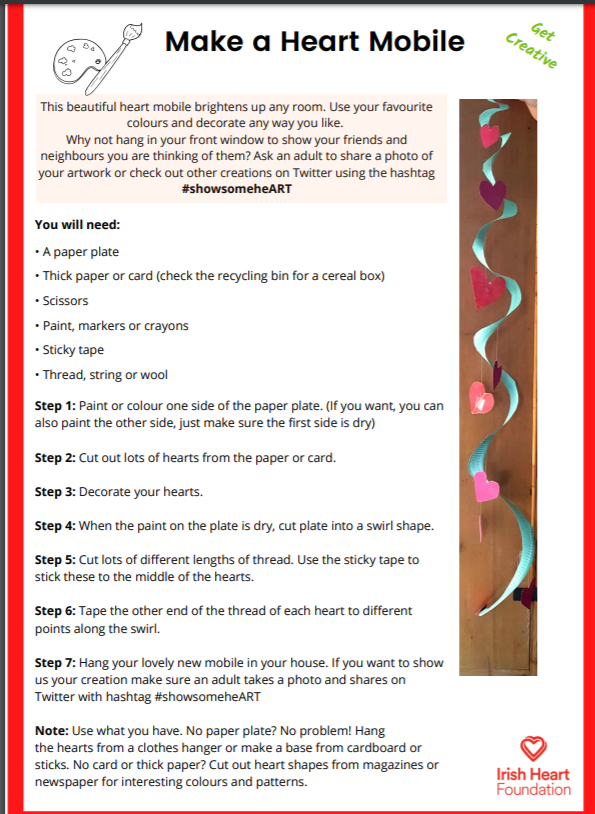 Make a Heart Mobile
Get
Creative
This beautiful heart mobile brightens up any room. Use your favourite
colours and decorate any way you like.
Why not hang in your front window to show your friends and
neighbours you are thinking of them? Ask an adult to share a photo of
your artwork or check out other creations on Twitter using the hashtag
#showsomeheART
You will need:
• A paper plate
• Thick paper or card (check the recycling bin for a cereal box)
• Scissors
• Paint, markers or crayons
• Sticky tape
• Thread, string or wool
Step 1: Paint or colour one side of the paper plate. (If you want, you can
also paint the other side, just make sure the first side is dry)
Step 2: Cut out lots of hearts from the paper or card.
Step 3: Decorate your hearts.
Step 4: When the paint on the plate is dry, cut plate into a swirl shape.
Step 5: Cut lots of different lengths of thread. Use the sticky tape to
stick these to the middle of the hearts.
Step 6: Tape the other end of the thread of each heart to different
points along the swirl.
Step 7: Hang your lovely new mobile in your house. If you want to show
us your creation make sure an adult takes a photo and shares on
Twitter with hashtag #showsomeheART
Note: Use what you have. No paper plate? No problem! Hang
the hearts from a clothes hanger or make a base from cardboard or
sticks. No card or thick paper? Cut out heart shapes from magazines or
newspaper for interesting colours and patterns.
Irish Heart
Foundation